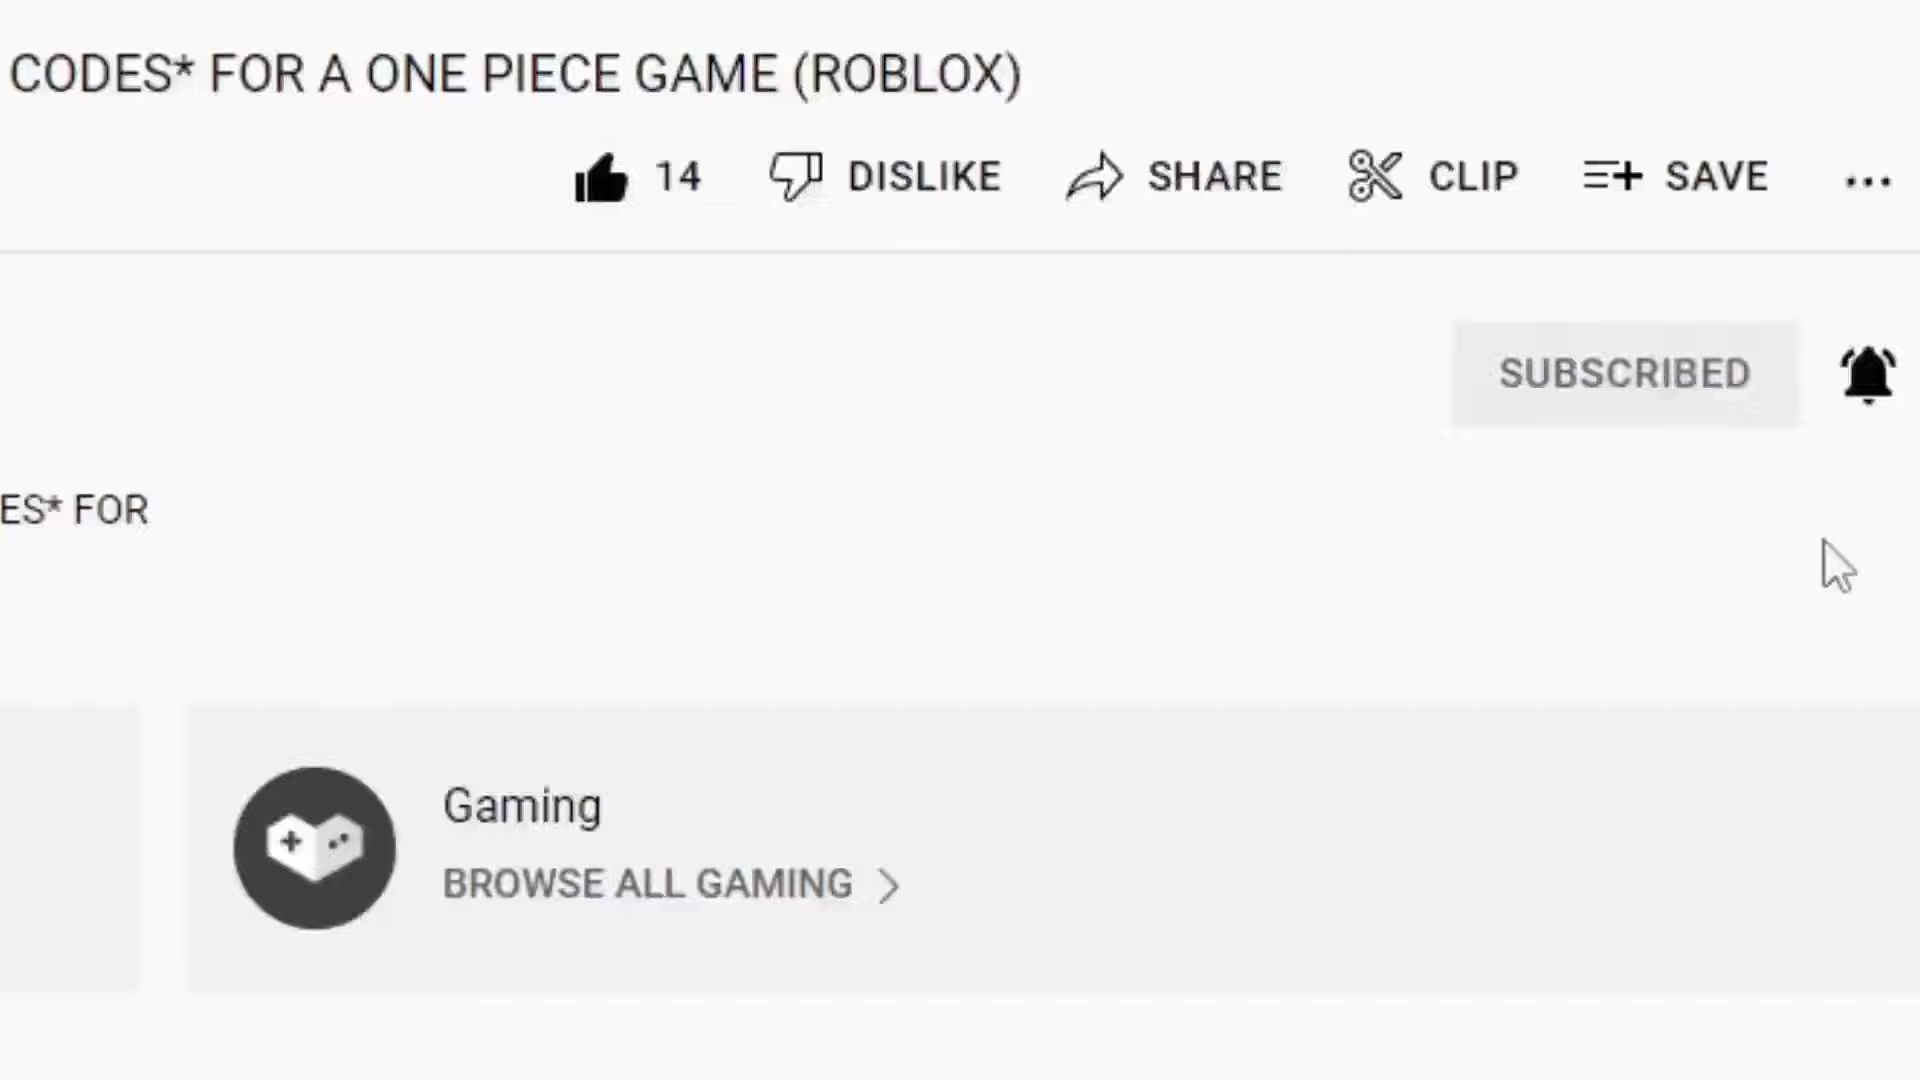 CODES* FOR A ONE PIECE GAME (ROBLOX)
14 DISLIKE SHARE CLIP SAVE ...
SUBSCRIBED
ES* FOR
Gaming
BROWSE ALL GAMING